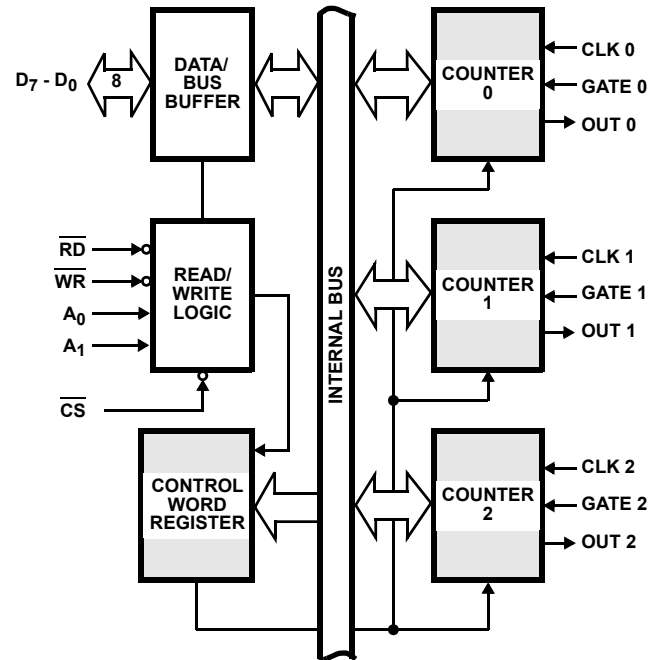 D7 - D0
8
DATA/
BUS
BUFFER
INTERNAL BUS
COUNTER
0
CLK 0
GATE 0
OUT 0
RD
WR
A0
A1
CS
READ/
WRITE
LOGIC
COUNTER
1
CLK 1
GATE 1
OUT 1
CONTROL
WORD
REGISTER
COUNTER
2
CLK 2
GATE 2
OUT 2